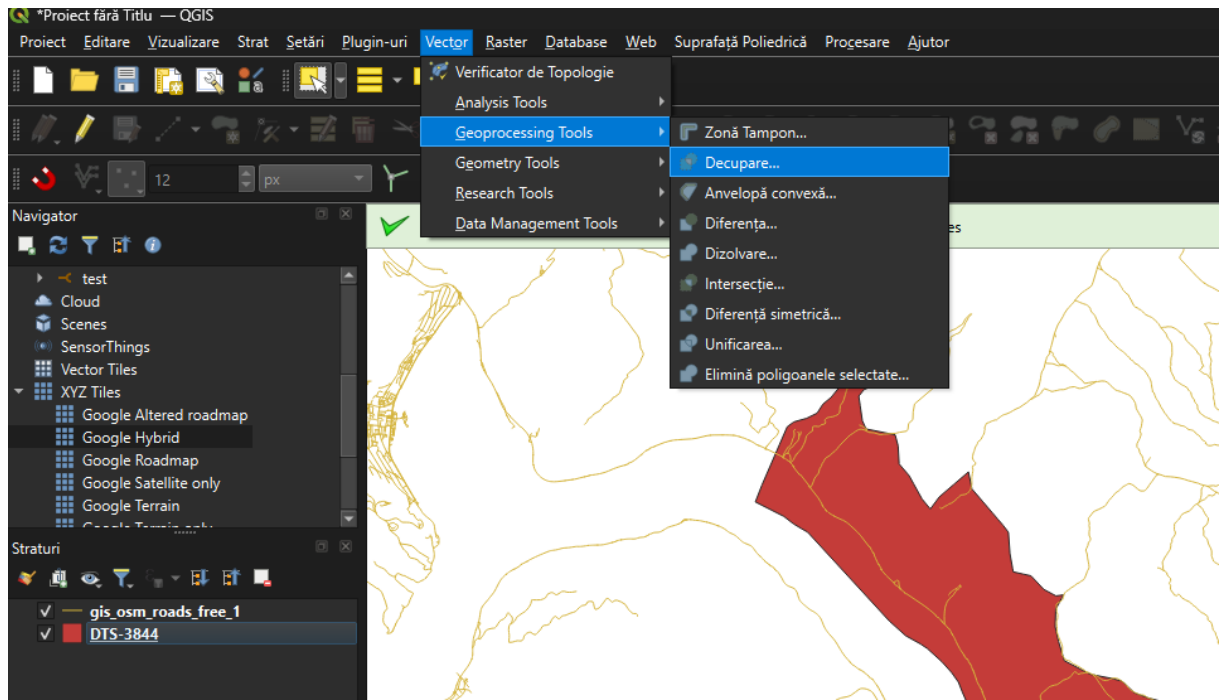 *Proiect fără Titlu — QGIS
Proiect Editare Vizualizare Strat Setări Plugin-uri Vector Raster Database Web Suprafață Poliedrică Procesare Ajutor
Verificator de Topologie
Analysis Tools
Geoprocessing Tools
Geometry Tools
Research Tools
Data Management Tools
Zonă Tampon...
Decupare...
Anvelopă convexă...
Diferența...
Dizolvare...
Intersecție...
Diferență simetrică...
Unificarea...
Elimină poligoanele selectate...
12
px
es
Navigator
test
Cloud
Scenes
SensorThings
Vector Tiles
XYZ Tiles
Google Altered roadmap
Google Hybrid
Google Roadmap
Google Satellite only
Google Terrain
Straturi
gis_osm_roads_free_1
DTS-3844